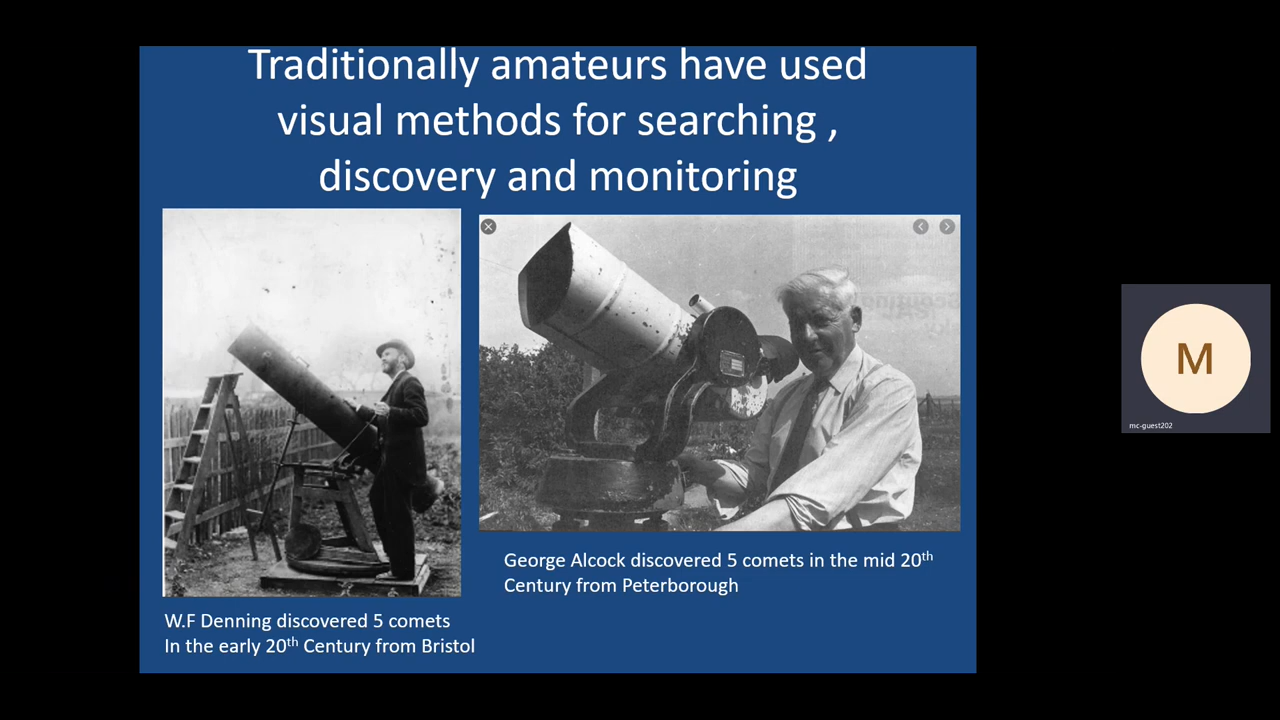 Traditionally amateurs have used
visual methods for searching ,
discovery and monitoring
George Alcock discovered 5 comets in the mid 20th
Century from Peterborough
W.F Denning discovered 5 comets
In the early 20th Century from Bristol
M
mc-guest202